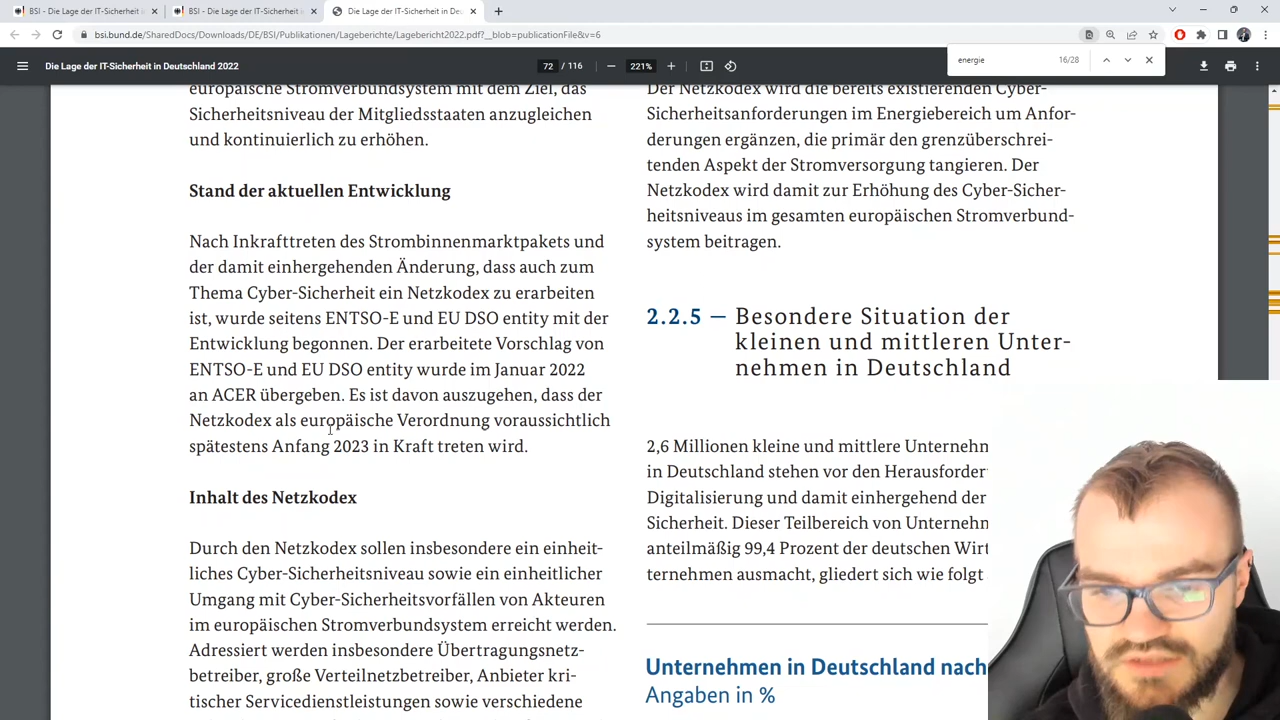 BSI - Die Lage der IT-Sicherheit in
BSI - Die Lage der IT-Sicherheit in
Die Lage der IT-Sicherheit in Deu
bsi.bund.de/SharedDocs/Downloads/DE/BSI/Publikationen/Lageberichte/Lagebericht2022.pdf?__blob=publicationFile&v=6
energie
16/28
Die Lage der IT-Sicherheit in Deutschland 2022
72 / 116
221%
europäische Stromverbundsystem mit dem Ziel, das
Sicherheitsniveau der Mitgliedsstaaten anzugleichen
und kontinuierlich zu erhöhen.
Stand der aktuellen Entwicklung
Nach Inkrafttreten des Strombinnenmarktpakets und
der damit einhergehenden Änderung, dass auch zum
Thema Cyber-Sicherheit ein Netzkodex zu erarbeiten
ist, wurde seitens ENTSO-E und EU DSO entity mit der
Entwicklung begonnen. Der erarbeitete Vorschlag von
ENTSO-E und EU DSO entity wurde im Januar 2022
an ACER übergeben. Es ist davon auszugehen, dass der
Netzkodex als europäische Verordnung voraussichtlich
spätestens Anfang 2023 in Kraft treten wird.
Inhalt des Netzkodex
Durch den Netzkodex sollen insbesondere ein einheit-
liches Cyber-Sicherheitsniveau sowie ein einheitlicher
Umgang mit Cyber-Sicherheitsvorfällen von Akteuren
im europäischen Stromverbundsystem erreicht werden.
Adressiert werden insbesondere Übertragungsnetz-
betreiber, große Verteilnetzbetreiber, Anbieter kri-
tischer Servicedienstleistungen sowie verschiedene
Der Netzkodex wird die bereits existierenden Cyber-
Sicherheitsanforderungen im Energiebereich um Anfor-
derungen ergänzen, die primär den grenzüberschrei-
tenden Aspekt der Stromversorgung tangieren. Der
Netzkodex wird damit zur Erhöhung des Cyber-Sicher-
heitsniveaus im gesamten europäischen Stromverbund-
system beitragen.
2.2.5 — Besondere Situation der
kleinen und mittleren Unter-
nehmen in Deutschland
2,6 Millionen kleine und mittlere Unternehm
in Deutschland stehen vor den Herausforder
Digitalisierung und damit einhergehend der
Sicherheit. Dieser Teilbereich von Unternehm
anteilmäßig 99,4 Prozent der deutschen Wirt
ternehmen ausmacht, gliedert sich wie folgt
Unternehmen in Deutschland nach
Angaben in %